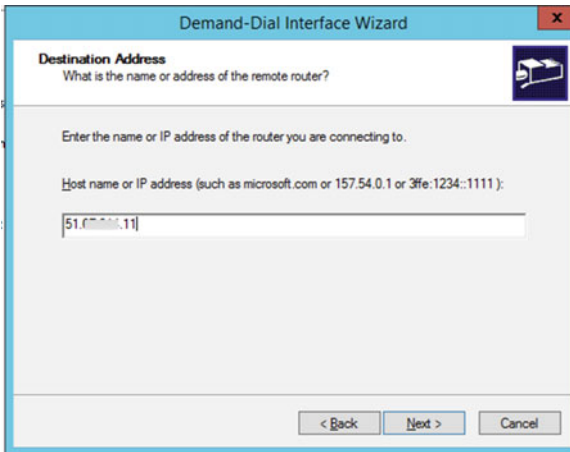 Demand-Dial Interface Wizard
x
Destination Address
What is the name or address of the remote router?
Enter the name or IP address of the router you are connecting to.
Host name or IP address (such as microsoft.com or 157.54.0.1 or 3ffe:1234::1111 ):
< Back
Next >
Cancel